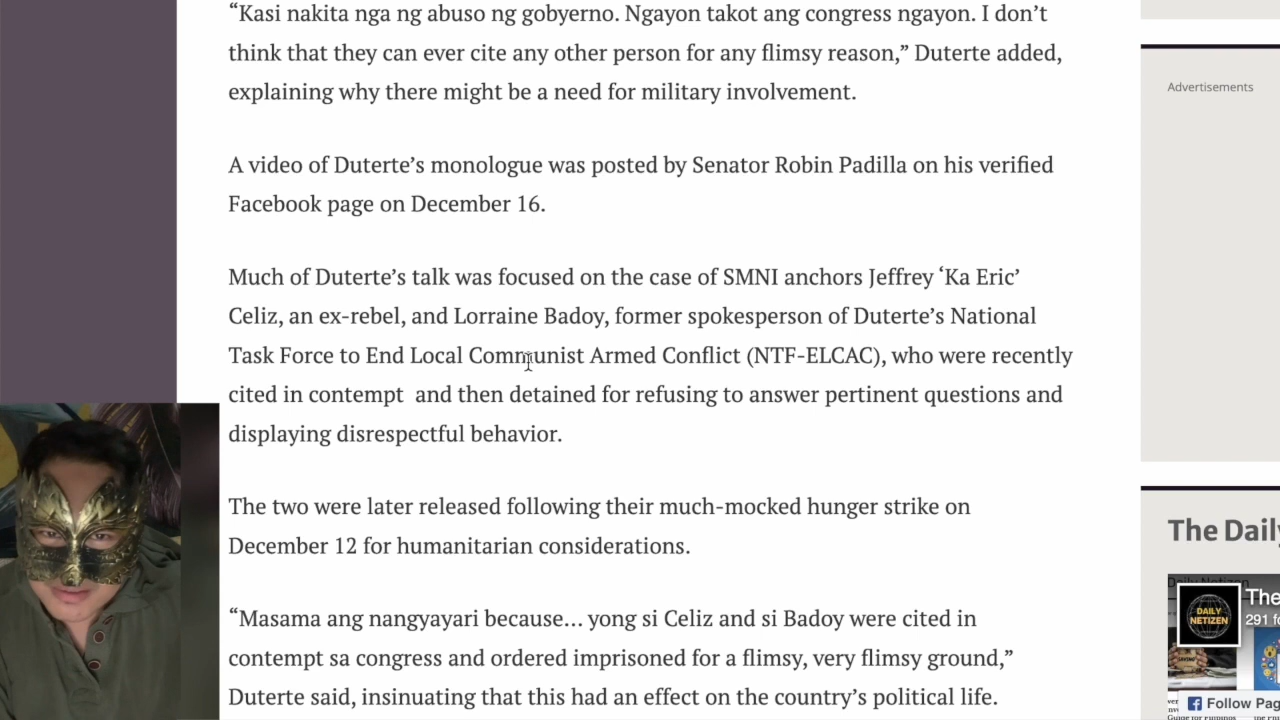 “Kasi nakita nga ng abuso ng gobyerno. Ngayon takot ang congress ngayon. I don’t
think that they can ever cite any other person for any flimsy reason,” Duterte added,
explaining why there might be a need for military involvement.
A video of Duterte’s monologue was posted by Senator Robin Padilla on his verified
Facebook page on December 16.
Much of Duterte’s talk was focused on the case of SMNI anchors Jeffrey ‘Ka Eric’
Celiz, an ex-rebel, and Lorraine Badoy, former spokesperson of Duterte’s National
Task Force to End Local Communist Armed Conflict (NTF-ELCAC), who were recently
cited in contempt  and then detained for refusing to answer pertinent questions and
displaying disrespectful behavior.
The two were later released following their much-mocked hunger strike on
December 12 for humanitarian considerations.
“Masama ang nangyayari because... yong si Celiz and si Badoy were cited in
contempt sa congress and ordered imprisoned for a flimsy, very flimsy ground,”
Duterte said, insinuating that this had an effect on the country’s political life.
Advertisements
The Daily
Daily Netizen
DAILY
NETIZEN
The
291 fo
Follow Pag